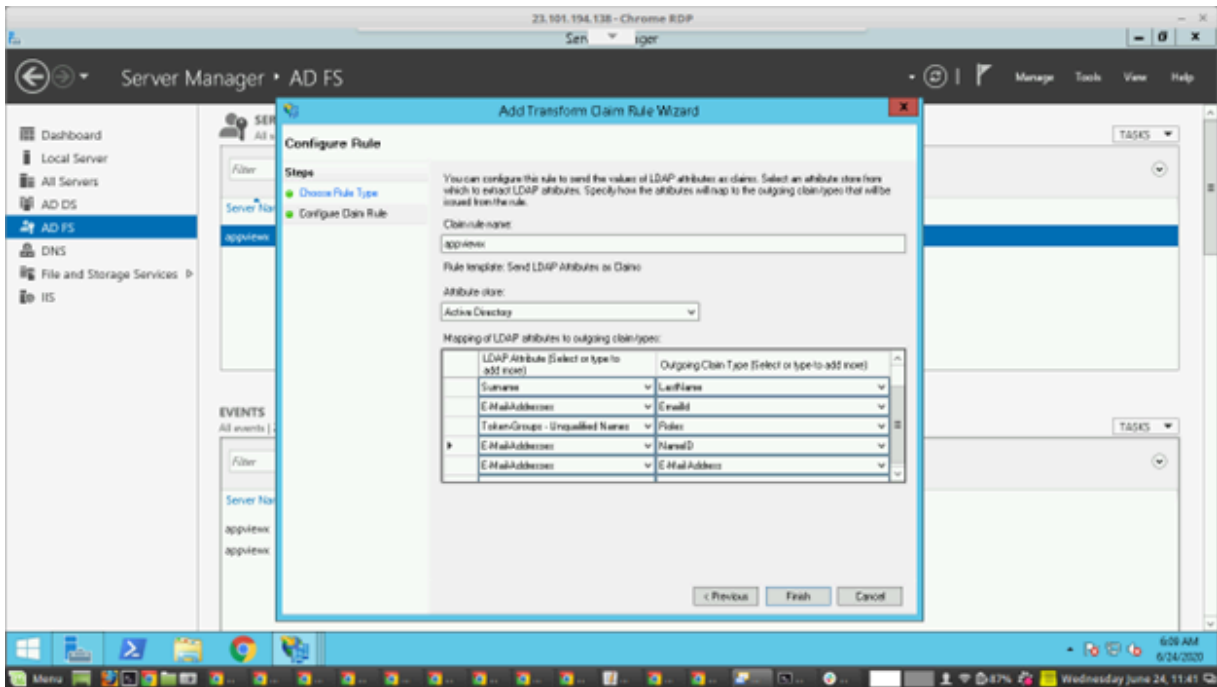 23.101.194.138 - Chrome RDP
Server Manager • AD FS
Manage Tools View Help
Dashboard
Local Server
All Servers
AD DS
AD FS
DNS
File and Storage Services
IIS
TASKS
Filter
appviewx
EVENTS
TASKS
Filter
appviewx
appviewx
Add Transform Claim Rule Wizard
Configure Rule
Steps
Choose Rule Type
Configure Claim Rule
You can configure this rule to send the values of LDAP attributes as claims. Select an attribute store from
which to extract LDAP attributes. Specify how the attributes will map to the outgoing claim types that will be
issued from the rule.
Claim rule name:
appviewx
Rule template: Send LDAP Attributes as Claims
Attribute store:
Active Directory
Mapping of LDAP attributes to outgoing claim types:
LDAP Attribute (Select or type to
add more)
Outgoing Claim Type (Select or type to add more)
Surname LastName
E-Mail-Addresses EmailId
Token-Groups - Unqualified Names Roles
E-Mail-Addresses NameID
E-Mail-Addresses E-Mail Address
< Previous Finish Cancel
6:09 AM
6/24/2020
Menu
87%
Wednesday June 24, 11:41